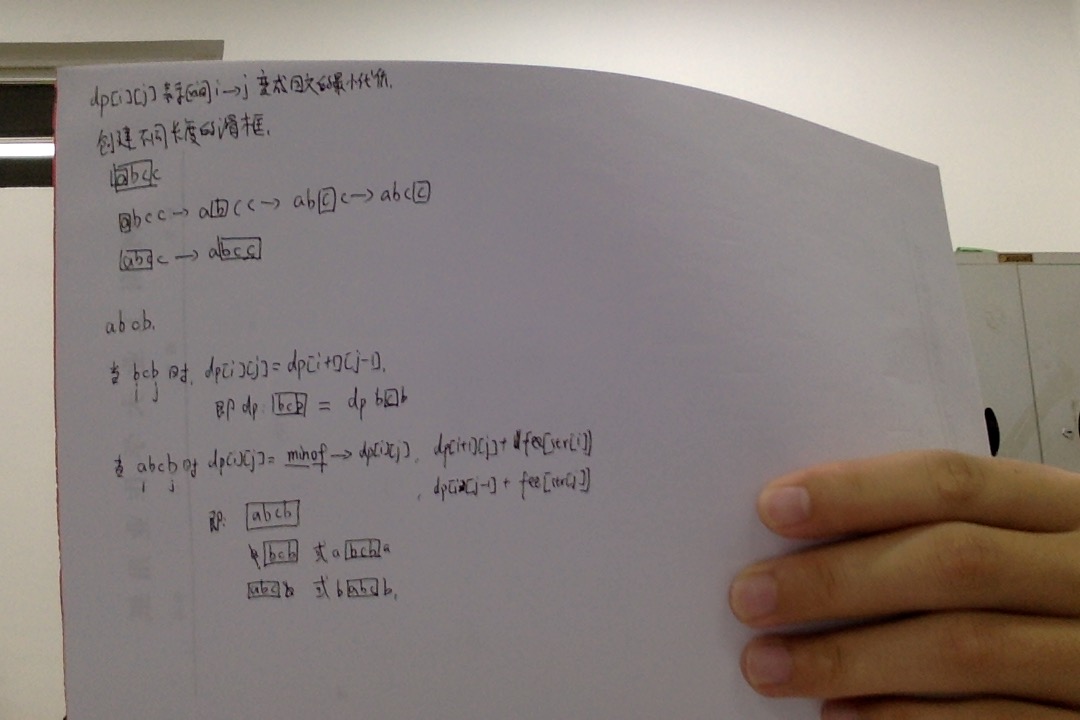 dp[i][j] 表示 i→j 变成回文的最小代价.
创建不同长度的滑框.
abcc
abcc → abcc → abcc → abcc
abcc → abcc
abcb.
当 bcb 时, dp[i][j] = dp[i+1][j-1],
i j
即 dp bcb = dp bcb
当 abcb 时 dp[i][j] = minof → dp[i][j], dp[i+1][j] + fee[str[i]]
i j
, dp[i][j-1] + fee[str[j]]
即: abcb
bcb 或 a bcb a
abc 或 b abc b,